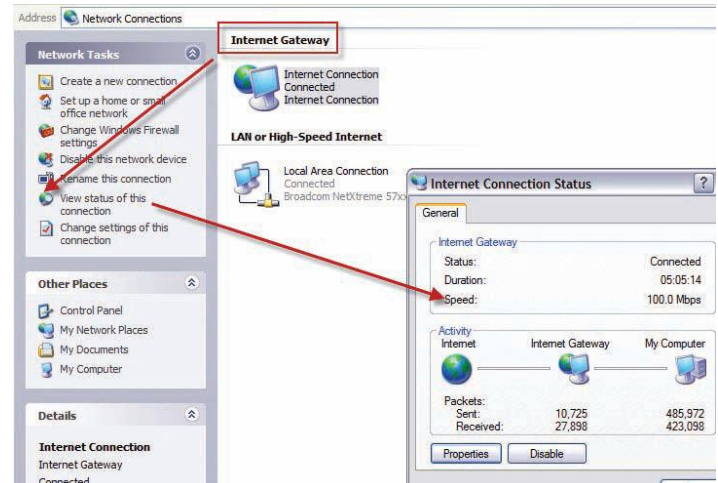 Address Network Connections
Network Tasks
Create a new connection
Set up a home or small
office network
Change Windows Firewall
settings
Disable this network device
Rename this connection
View status of this
connection
Change settings of this
connection
Other Places
Control Panel
My Network Places
My Documents
My Computer
Details
Internet Connection
Internet Gateway
Connected
Internet Gateway
Internet Connection
Connected
Internet Connection
LAN or High-Speed Internet
Local Area Connection
Connected
Broadcom NetXtreme 57xx
Internet Connection Status ?
General
Internet Gateway
Status: Connected
Duration: 05:05:14
Speed: 100.0 Mbps
Activity
Internet Internet Gateway My Computer
Packets:
Sent: 10,725 485,972
Received: 27,898 423,098
Properties Disable